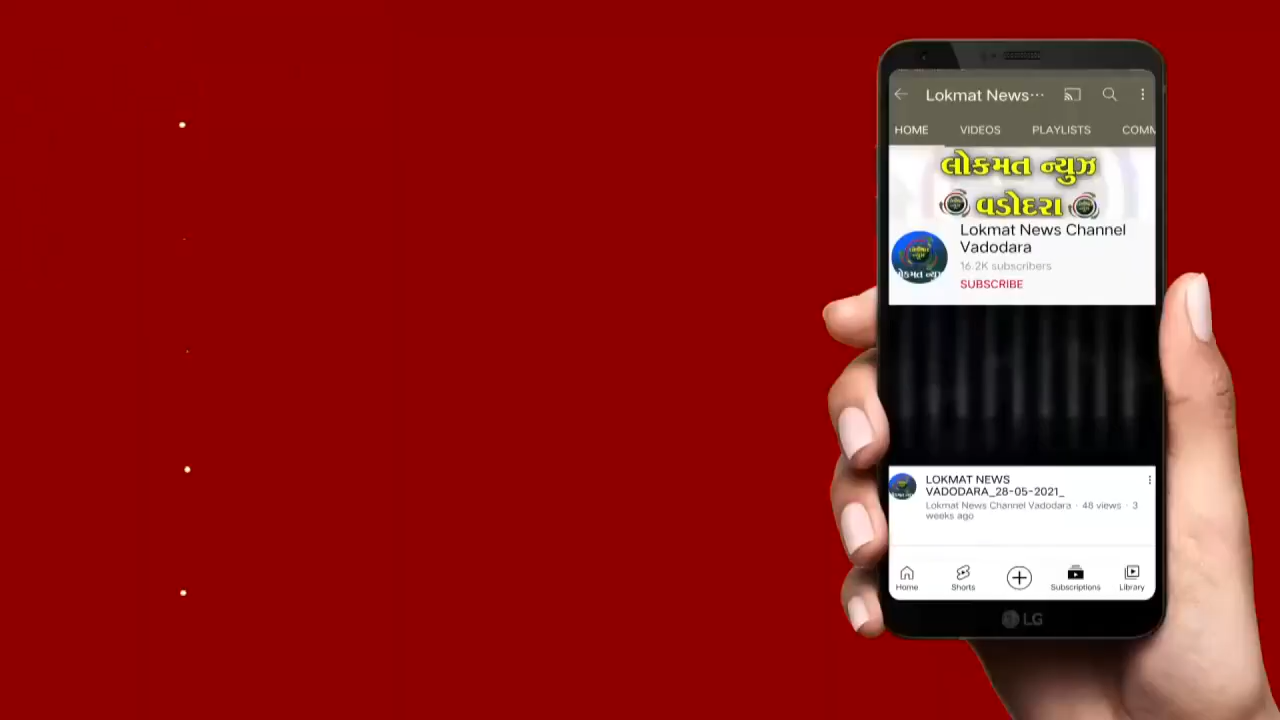 Lokmat News...
HOME VIDEOS PLAYLISTS COMM
લોકમત ન્યુઝ
વડોદરા
Lokmat News Channel
Vadodara
16.2K subscribers
SUBSCRIBE
LOKMAT NEWS
VADODARA_28-05-2021_
Lokmat News Channel Vadodara · 48 views · 3
weeks ago
Home Shorts Subscriptions Library
LG